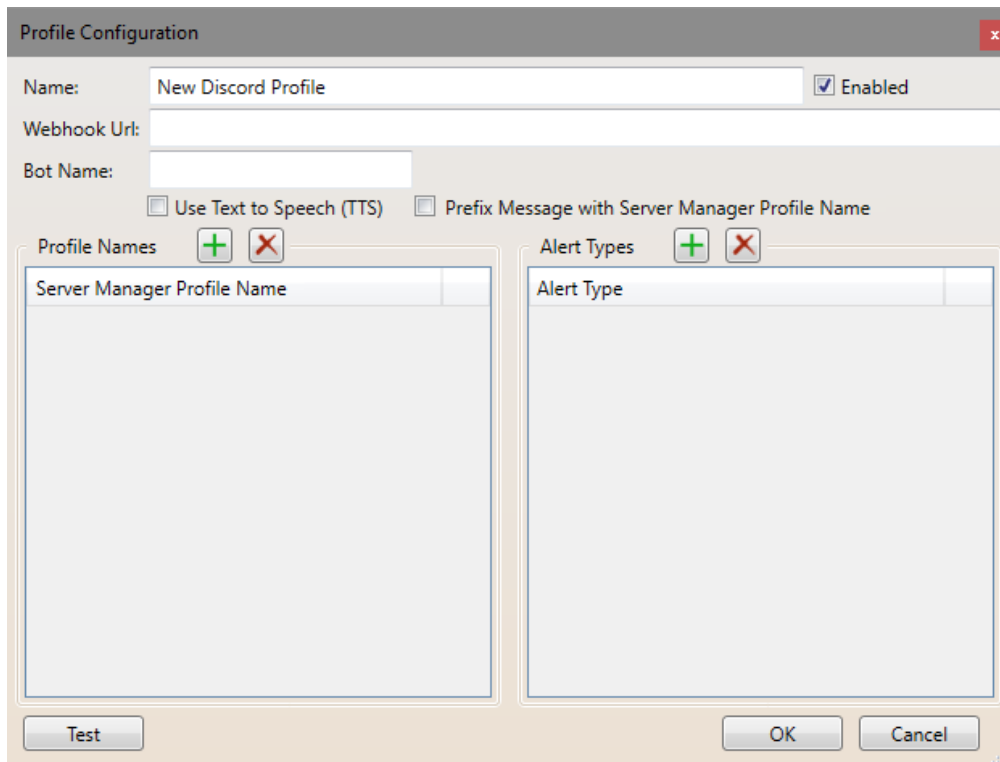 Profile Configuration
x
Name: New Discord Profile Enabled
Webhook Url:
Bot Name:
Use Text to Speech (TTS) Prefix Message with Server Manager Profile Name
Profile Names Alert Types
Server Manager Profile Name Alert Type
Test OK Cancel